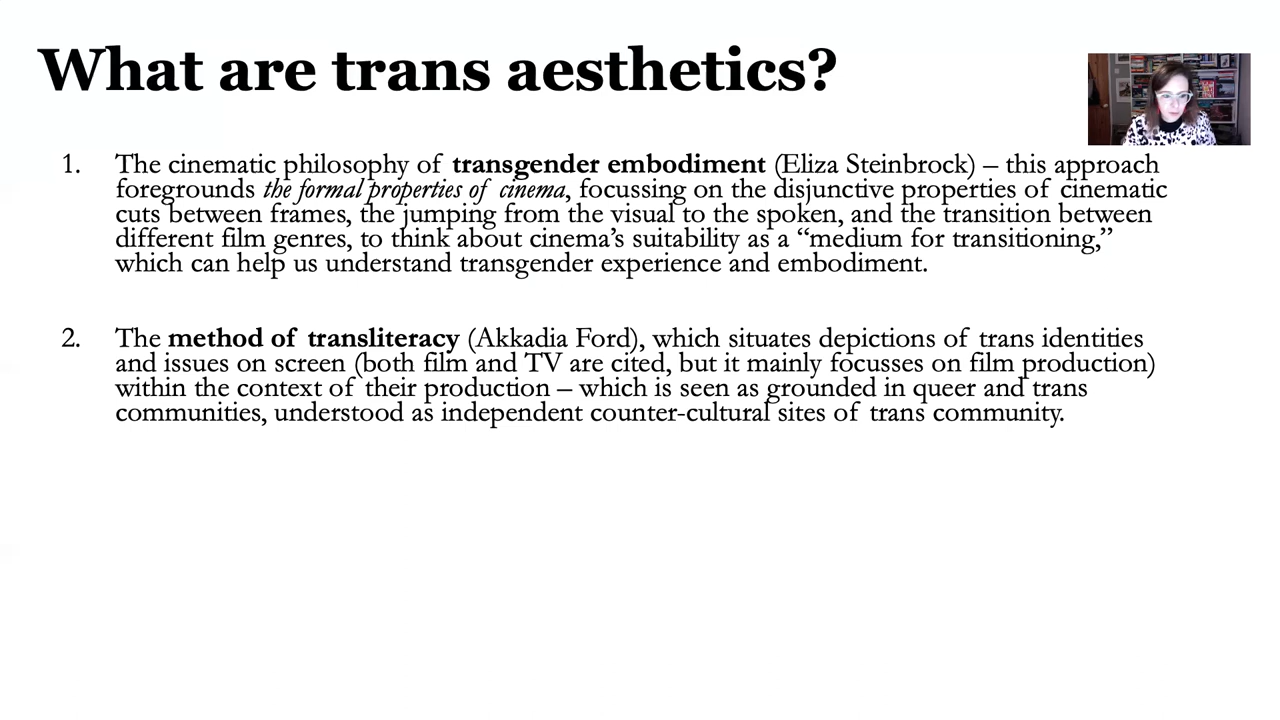 What are trans aesthetics?
1. The cinematic philosophy of transgender embodiment (Eliza Steinbrock) – this approach
foregrounds the formal properties of cinema, focussing on the disjunctive properties of cinematic
cuts between frames, the jumping from the visual to the spoken, and the transition between
different film genres, to think about cinema’s suitability as a “medium for transitioning,”
which can help us understand transgender experience and embodiment.
2. The method of transliteracy (Akkadia Ford), which situates depictions of trans identities
and issues on screen (both film and TV are cited, but it mainly focusses on film production)
within the context of their production – which is seen as grounded in queer and trans
communities, understood as independent counter-cultural sites of trans community.